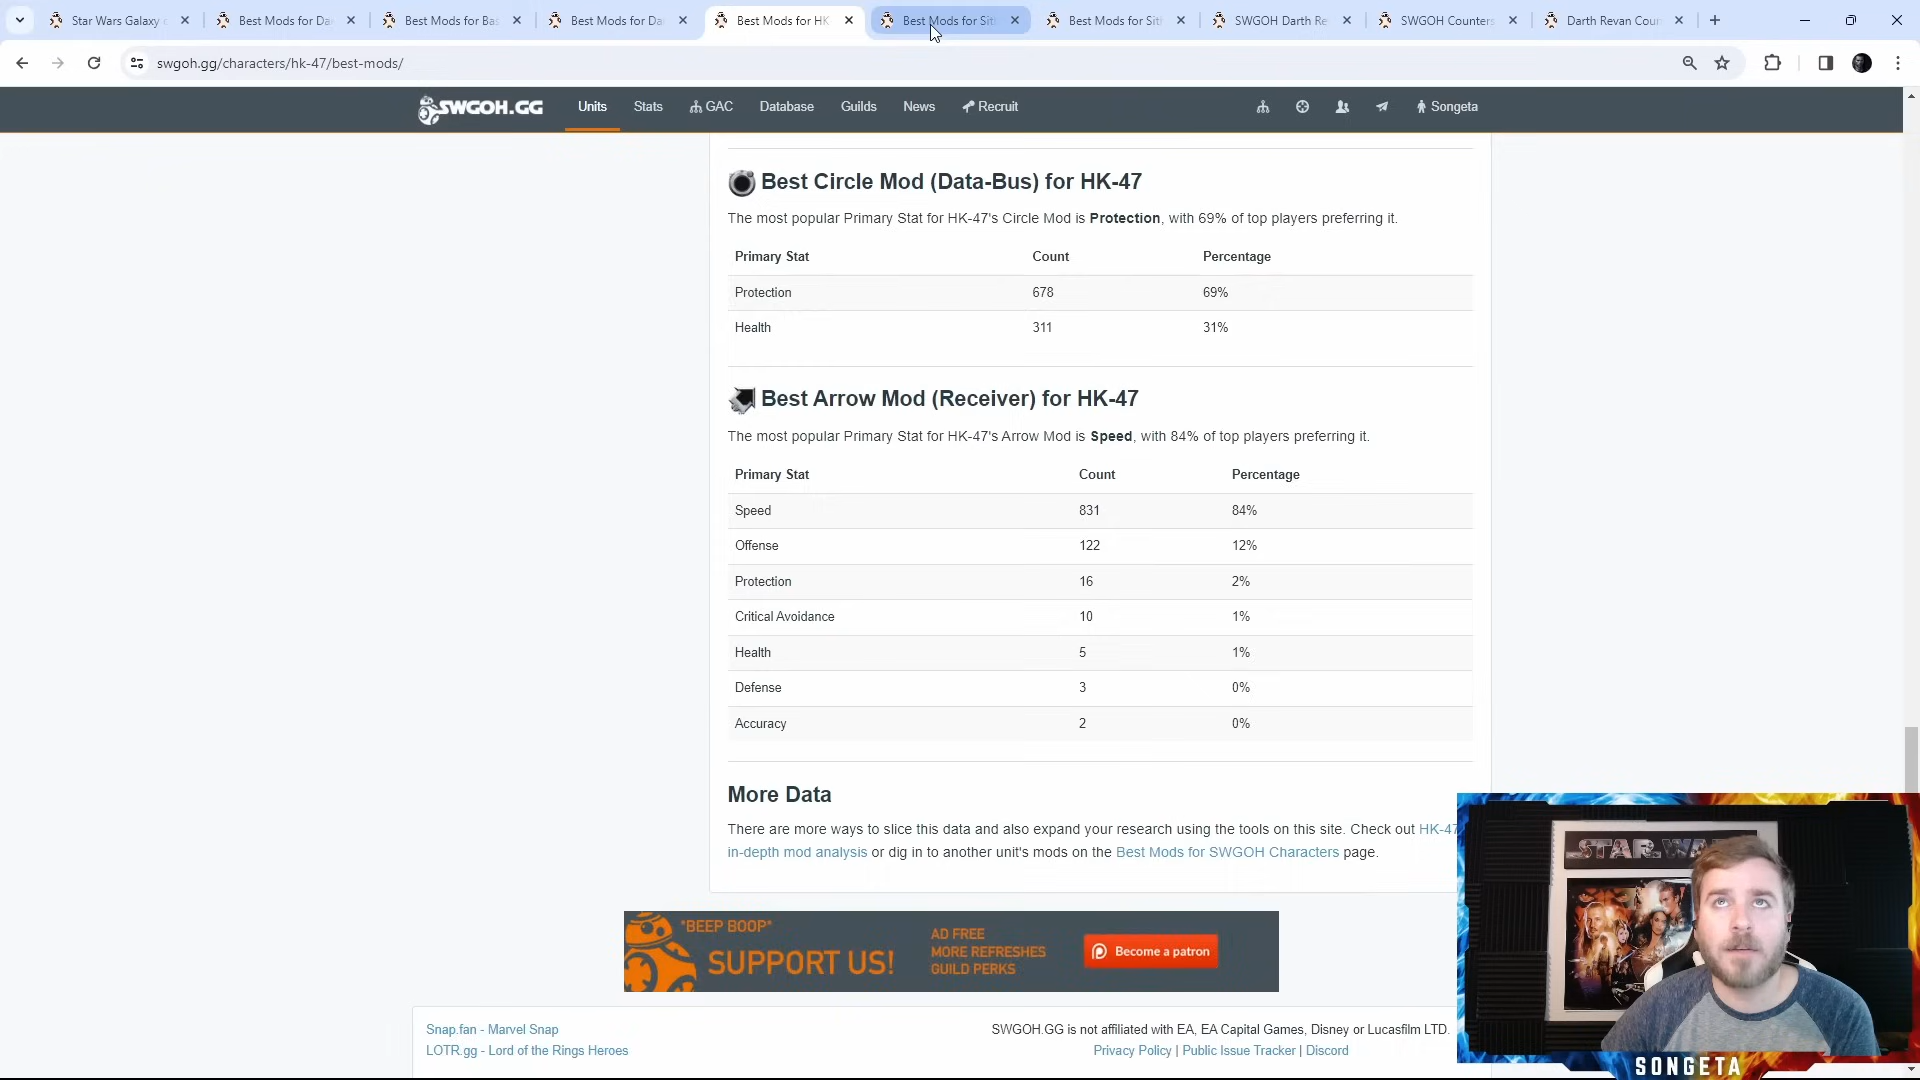 Star Wars Galaxy o
Best Mods for Da
Best Mods for Bas
Best Mods for Da
Best Mods for HK
Best Mods for Sit
Best Mods for Sit
SWGOH Darth Re
SWGOH Counters
Darth Revan Coun
swgoh.gg/characters/hk-47/best-mods/
SWGOH.GG
Units
Stats
GAC
Database
Guilds
News
Recruit
Songeta
Best Circle Mod (Data-Bus) for HK-47
The most popular Primary Stat for HK-47's Circle Mod is Protection, with 69% of top players preferring it.
Primary Stat Count Percentage
Protection 678 69%
Health 311 31%
Best Arrow Mod (Receiver) for HK-47
The most popular Primary Stat for HK-47's Arrow Mod is Speed, with 84% of top players preferring it.
Primary Stat Count Percentage
Speed 831 84%
Offense 122 12%
Protection 16 2%
Critical Avoidance 10 1%
Health 5 1%
Defense 3 0%
Accuracy 2 0%
More Data
There are more ways to slice this data and also expand your research using the tools on this site. Check out HK-47
in-depth mod analysis or dig in to another unit's mods on the Best Mods for SWGOH Characters page.
*BEEP BOOP*
SUPPORT US!
AD FREE
MORE REFRESHES
GUILD PERKS
Become a patron
Snap.fan - Marvel Snap
LOTR.gg - Lord of the Rings Heroes
SWGOH.GG is not affiliated with EA, EA Capital Games, Disney or Lucasfilm LTD.
Privacy Policy | Public Issue Tracker | Discord
STAR WA
SONGETA